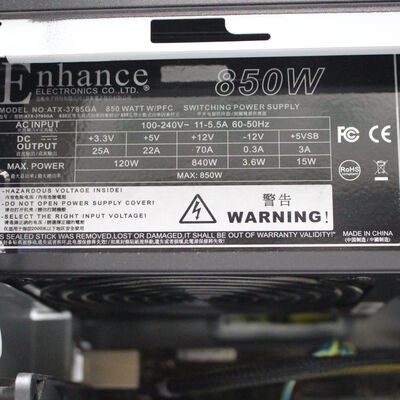 Enhance
ELECTRONICS CO.,LTD.
850W
MODEL NO:ATX-3785GA 850 WATT W/PFC SWITCHING POWER SUPPLY
AC INPUT 100-240V~ 11-5.5A 60-50Hz
DC OUTPUT +3.3V +5V +12V -12V +5VSB
25A 22A 70A 0.3A 3A
MAX. POWER 120W 840W 3.6W 15W
MAX: 850W
RoHS
-HAZARDOUS VOLTAGE INSIDE!
-DO NOT OPEN POWER SUPPLY COVER!
-SELECT THE RIGHT INPUT VOLTAGE!
警告
WARNING!
IS SEALED STICK WAS REMOVED,LOST OR DAMAGED,IT SHALL BE OUT OF WARRANTY.
MADE IN CHINA